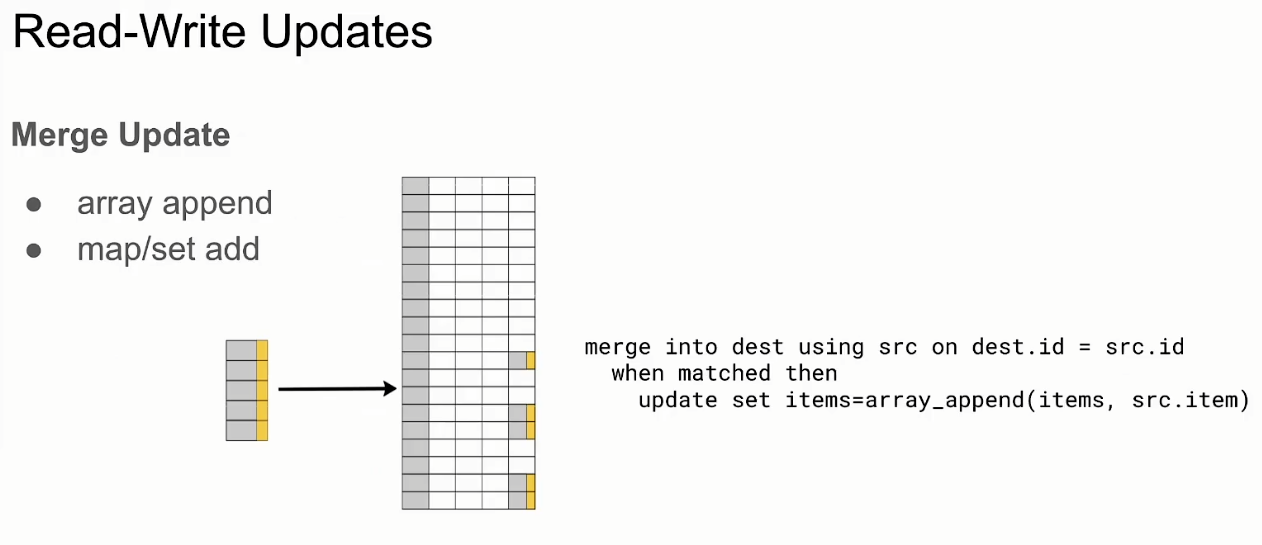 Read-Write Updates
Merge Update
● array append
● map/set add
merge into dest using src on dest.id = src.id
when matched then
update set items=array_append(items, src.item)